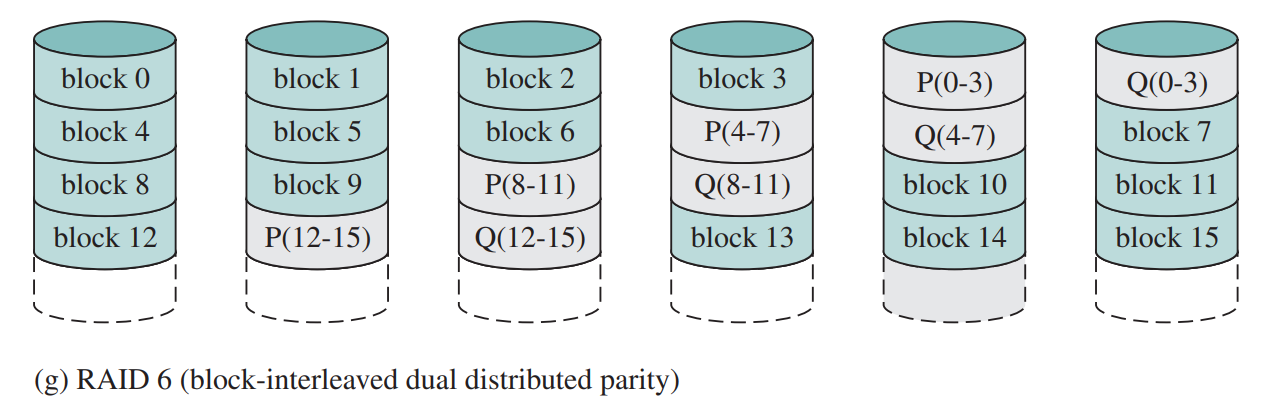 block 0 block 1 block 2 block 3 P(0-3) Q(0-3)
block 4 block 5 block 6 P(4-7) Q(4-7) block 7
block 8 block 9 P(8-11) Q(8-11) block 10 block 11
block 12 P(12-15) Q(12-15) block 13 block 14 block 15
(g) RAID 6 (block-interleaved dual distributed parity)